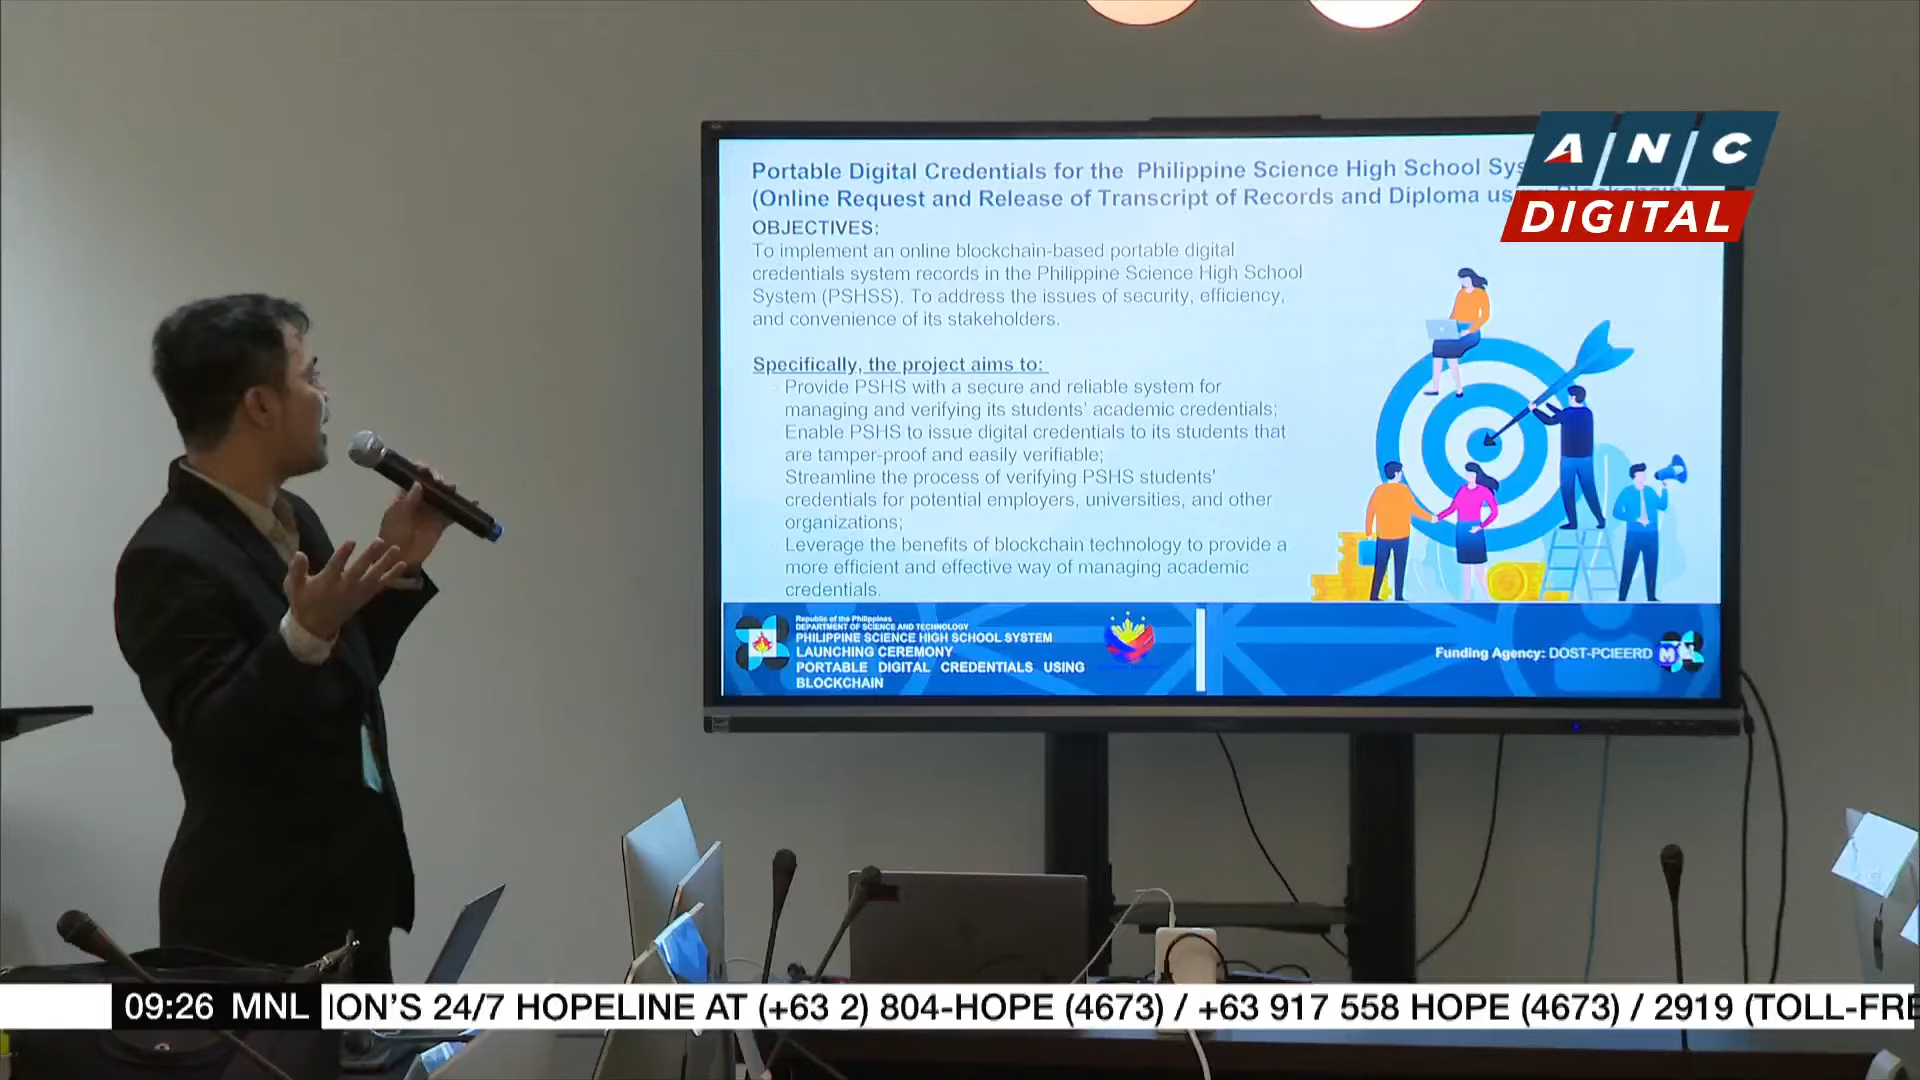 ANC
DIGITAL
Portable Digital Credentials for the Philippine Science High School
(Online Request and Release of Transcript of Records and Diploma
OBJECTIVES:
To implement an online blockchain-based portable digital
credentials system records in the Philippine Science High School
System (PSHSS). To address the issues of security, efficiency,
and convenience of its stakeholders.
Specifically, the project aims to:
Provide PSHS with a secure and reliable system for
managing and verifying its students' academic credentials;
Enable PSHS to issue digital credentials to its students that
are tamper-proof and easily verifiable;
Streamline the process of verifying PSHS students'
credentials for potential employers, universities, and other
organizations;
Leverage the benefits of blockchain technology to provide a
more efficient and effective way of managing academic
credentials.
Republic of the Philippines
DEPARTMENT OF SCIENCE AND TECHNOLOGY
PHILIPPINE SCIENCE HIGH SCHOOL SYSTEM
LAUNCHING CEREMONY
PORTABLE DIGITAL CREDENTIALS USING
BLOCKCHAIN
Funding Agency: DOST-PCIEERD
09:26 MNL
ION'S 24/7 HOPELINE AT (+63 2) 804-HOPE (4673) / +63 917 558 HOPE (4673) / 2919 (TOLL-FRE